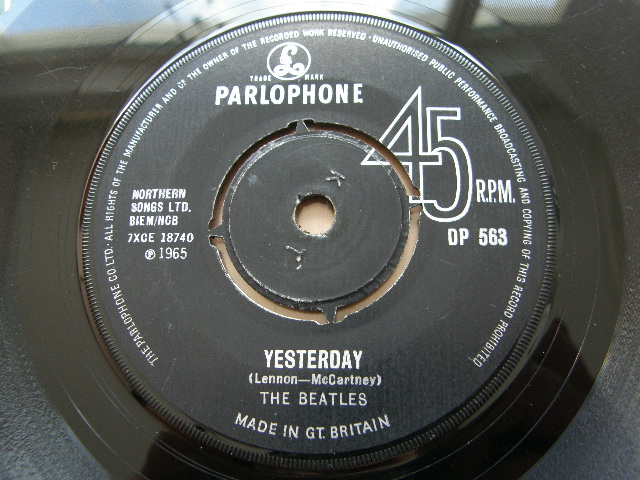 THE PARLOPHONE CO LTD· ALL RIGHTS OF THE MANUFACTURER AND OF THE OWNER OF THE RECORDED WORK RESERVED · UNAUTHORISED PUBLIC PERFORMANCE BROADCASTING AND COPYING OF THIS RECORD PROHIBITED
£
TRADE MARK
PARLOPHONE
45
R.P.M.
DP 563
NORTHERN
SONGS LTD.
BIEM/NCB
7XCE 18740
℗ 1965
YESTERDAY
(Lennon—McCartney)
THE BEATLES
MADE IN GT. BRITAIN